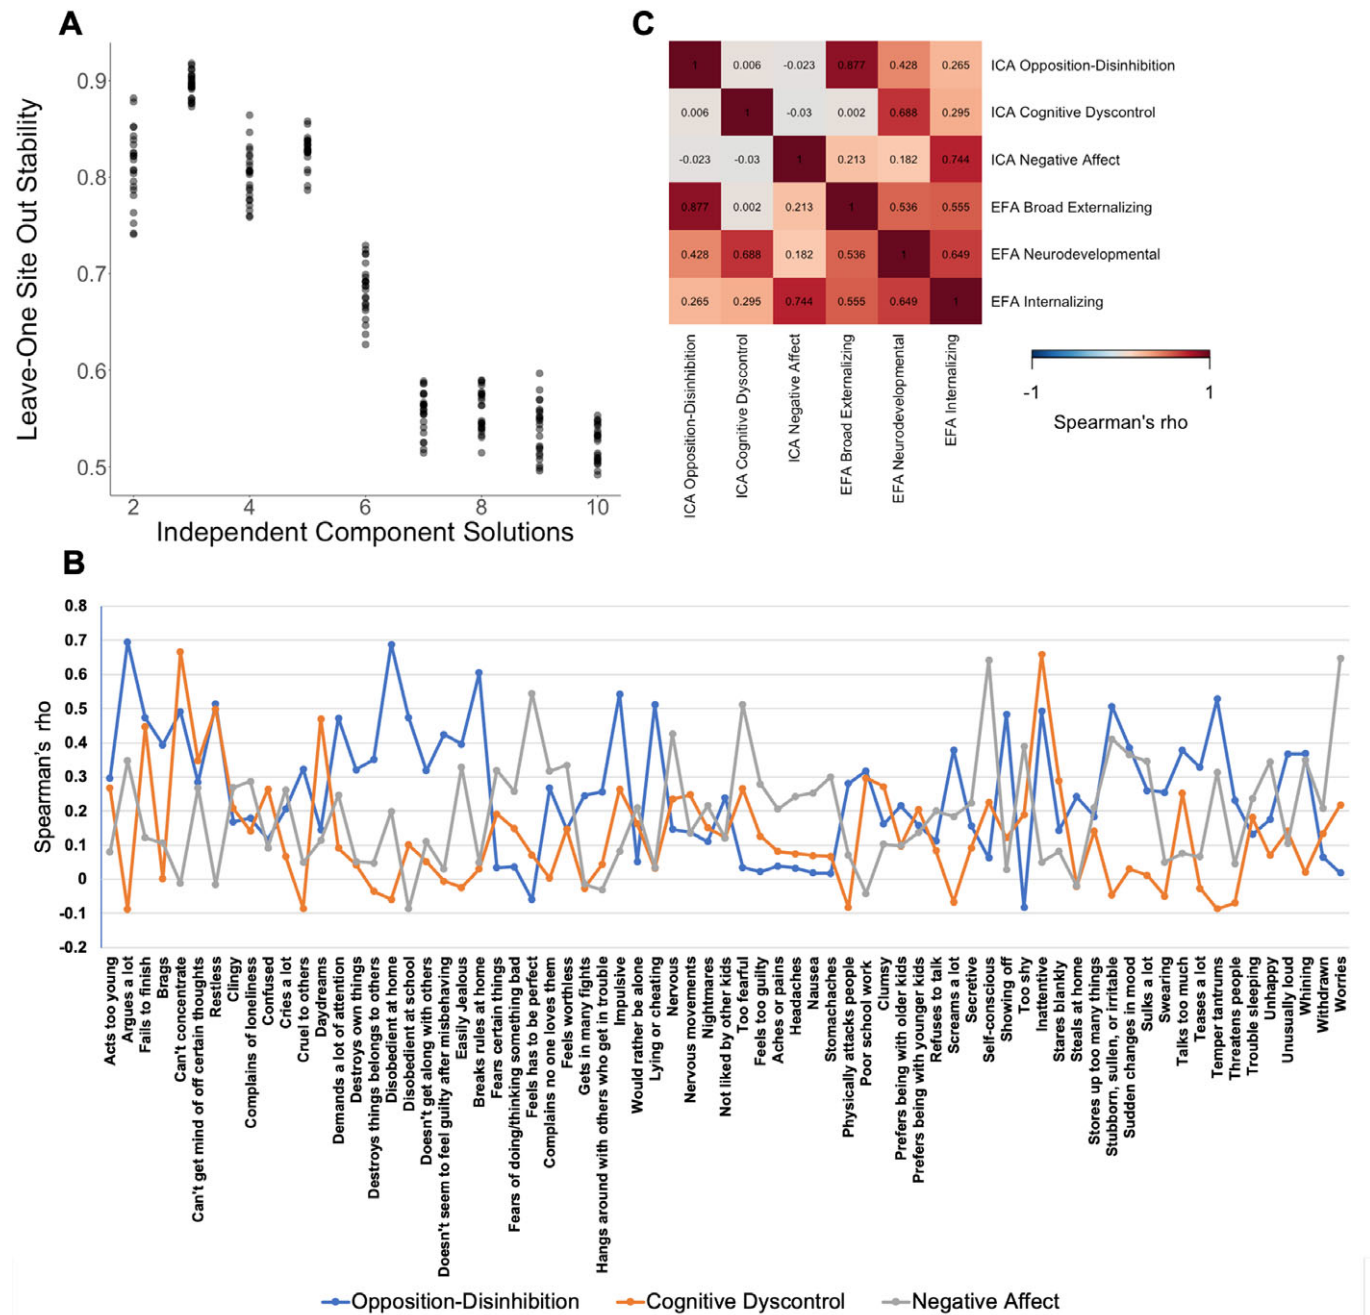 A
Leave-One Site Out Stability
0.9
0.8
0.7
0.6
0.5
2
4
6
8
10
Independent Component Solutions
C
1
0.006
-0.023
0.877
0.428
0.265
ICA Opposition-Disinhibition
0.006
1
-0.03
0.002
0.688
0.295
ICA Cognitive Dyscontrol
-0.023
-0.03
1
0.213
0.182
0.744
ICA Negative Affect
0.877
0.002
0.213
1
0.536
0.555
EFA Broad Externalizing
0.428
0.688
0.182
0.536
1
0.649
EFA Neurodevelopmental
0.265
0.295
0.744
0.555
0.649
1
EFA Internalizing
ICA Opposition-Disinhibition
ICA Cognitive Dyscontrol
ICA Negative Affect
EFA Broad Externalizing
EFA Neurodevelopmental
EFA Internalizing
-1
1
Spearman's rho
B
Spearman's rho
0.8
0.7
0.6
0.5
0.4
0.3
0.2
0.1
0
-0.1
-0.2
Acts too young
Argues a lot
Fails to finish
Brags
Can't concentrate
Can't get mind of off certain thoughts
Restless
Clingy
Complains of loneliness
Confused
Cries a lot
Cruel to others
Daydreams
Demands a lot of attention
Destroys own things
Destroys things belongs to others
Disobedient at home
Disobedient at school
Doesn't get along with others
Doesn't seem to feel guilty after misbehaving
Easily Jealous
Breaks rules at home
Fears certain things
Fears of doing/thinking something bad
Feels has to be perfect
Complains no one loves them
Feels worthless
Gets in many fights
Hangs around with others who get in trouble
Impulsive
Would rather be alone
Lying or cheating
Nervous
Nervous movements
Nightmares
Not liked by other kids
Too fearful
Feels too guilty
Aches or pains
Headaches
Nausea
Stomaches
Physically attacks people
Poor school work
Clumsy
Prefers being with older kids
Prefers being with younger kids
Refuses to talk
Screams a lot
Secretive
Self-conscious
Showing off
Too shy
Inattentive
Stares blankly
Steals at home
Stores up too many things
Stubborn, sullen, or irritable
Sudden changes in mood
Sulks a lot
Swearing
Talks too much
Teases a lot
Temper tantrums
Threatens people
Trouble sleeping
Unhappy
Unusually loud
Whining
Withdrawn
Worries
Opposition-Disinhibition
Cognitive Dyscontrol
Negative Affect